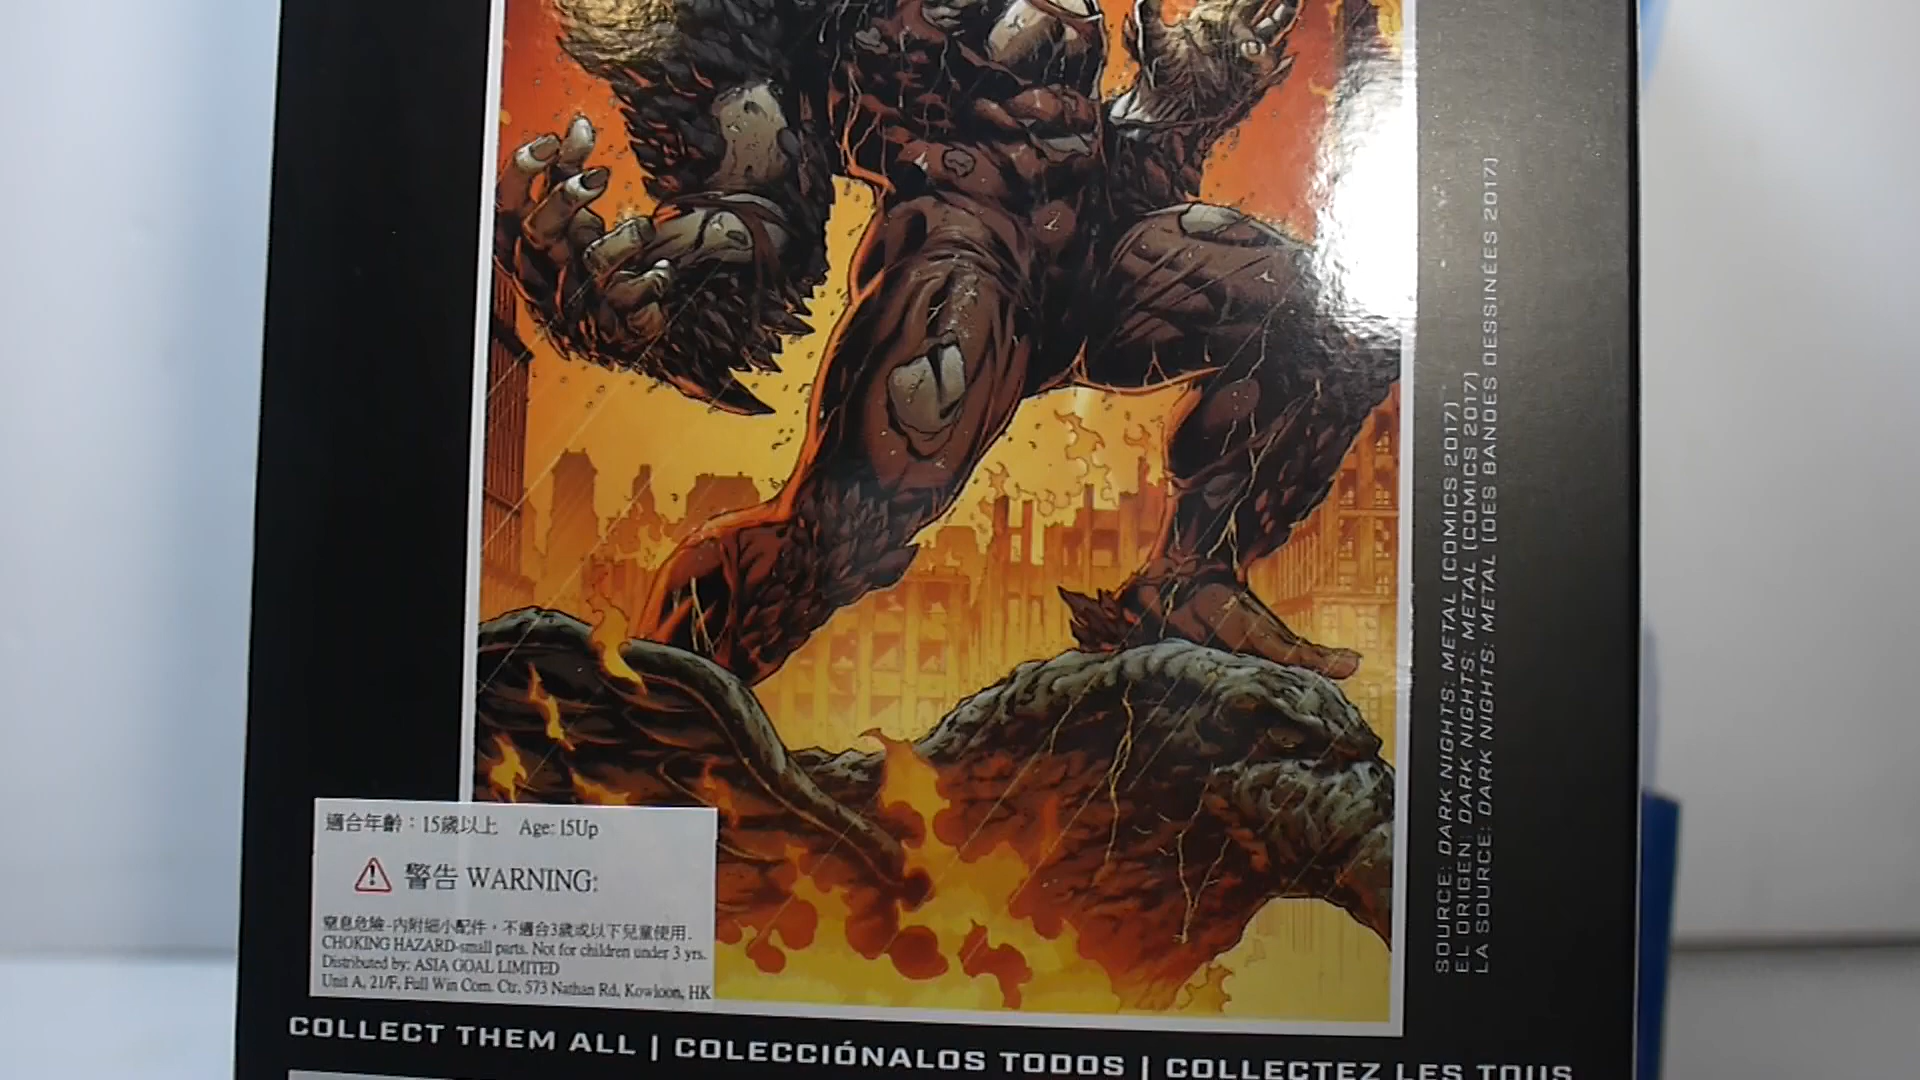 適合年齡：15歲以上 Age: 15Up
警告 WARNING:
窒息危險-內附細小配件，不適合3歲或以下兒童使用.
CHOKING HAZARD-small parts. Not for children under 3 yrs.
Distributed by: ASIA GOAL LIMITED
Unit A, 21/F, Full Win Com. Ctr, 573 Nathan Rd, Kowloon, HK
SOURCE: DARK NIGHTS: METAL (COMICS 2017)
EL ORIGEN: DARK NIGHTS: METAL (COMICS 2017)
LA SOURCE: DARK NIGHTS: METAL (DES BANDES DESSINÉES 2017)
COLLECT THEM ALL | COLECCIÓNALOS TODOS | COLLECTEZ LES TOUS